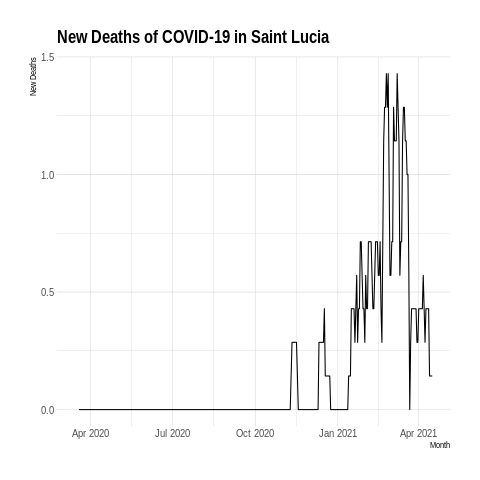 New Deaths of COVID-19 in Saint Lucia
New Deaths
1.5
1.0
0.5
0.0
Apr 2020 Jul 2020 Oct 2020 Jan 2021 Apr 2021
Month